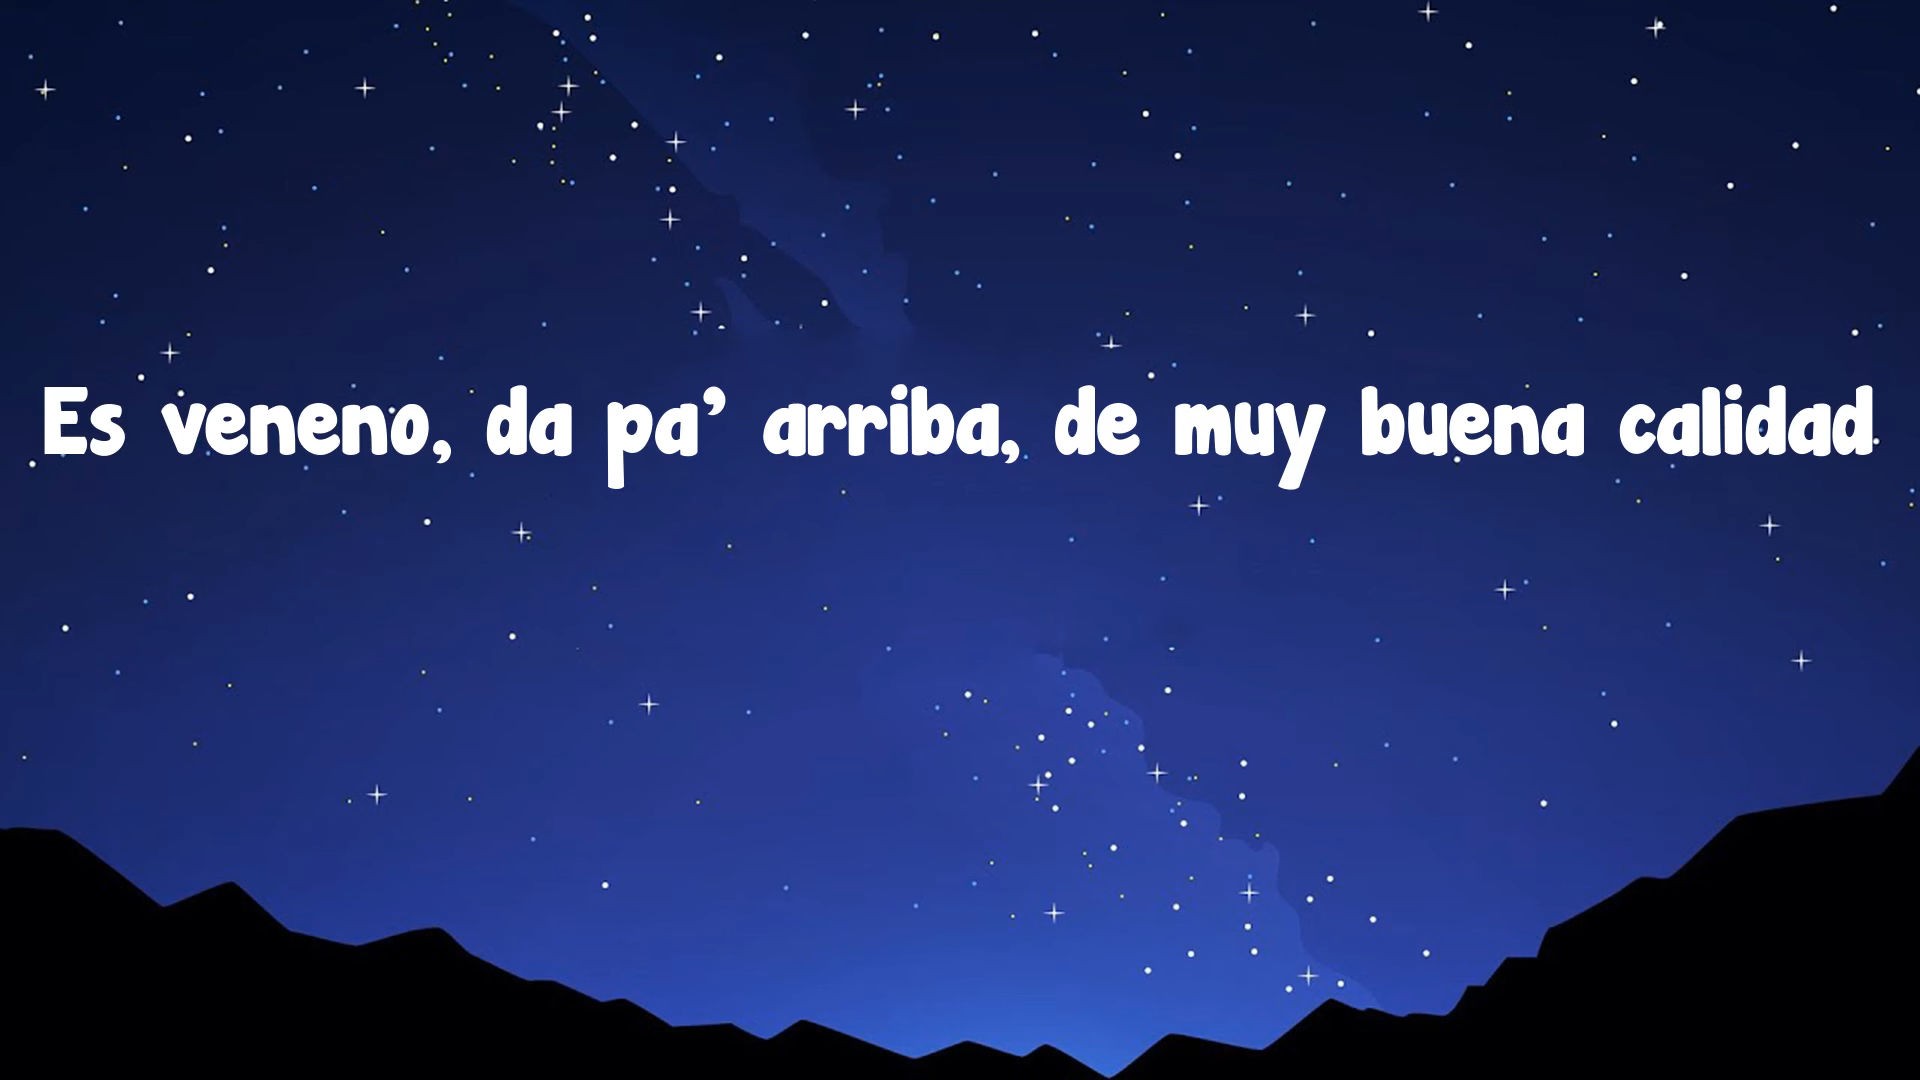 Es veneno, da pa’ arriba, de muy buena calidad